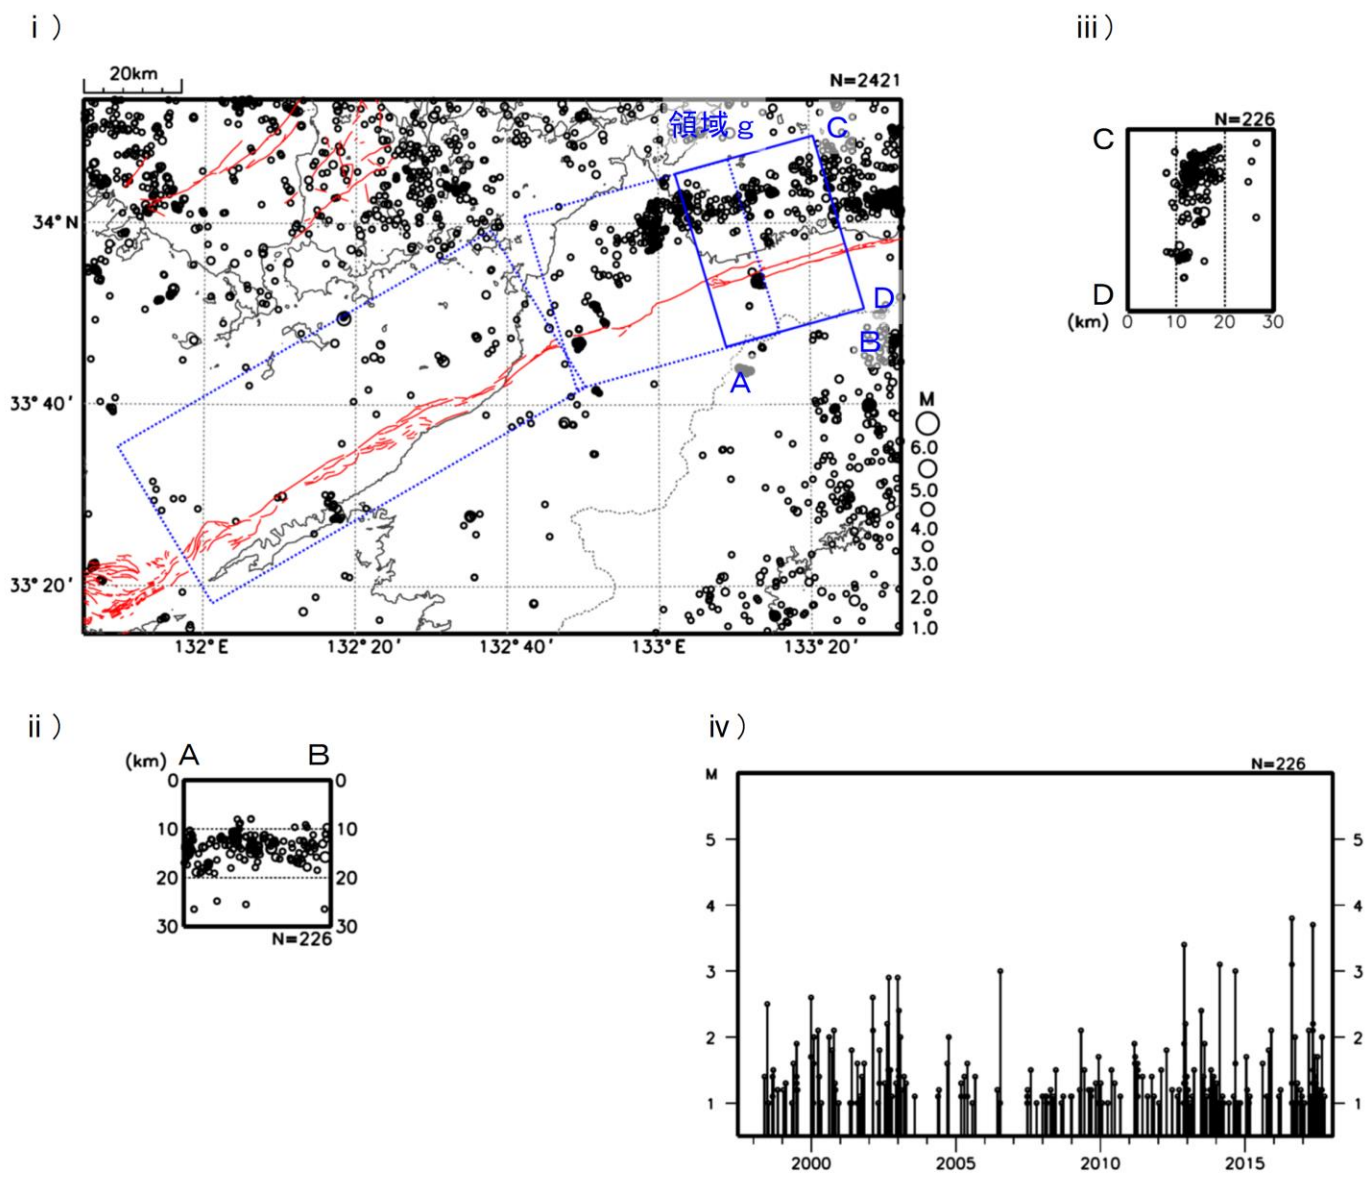 ⅰ）
20km
N=2421
領域 g
C
34°N
D
B
A
33°40′
33°20′
132°E
132°20′
132°40′
133°E
133°20′
M
6.0
5.0
4.0
3.0
2.0
1.0
ⅲ）
N=226
C
D
(km)
0
10
20
30
ⅱ）
(km)
A
B
0
0
10
10
20
20
30
30
N=226
ⅳ）
N=226
M
5
5
4
4
3
3
2
2
1
1
2000
2005
2010
2015